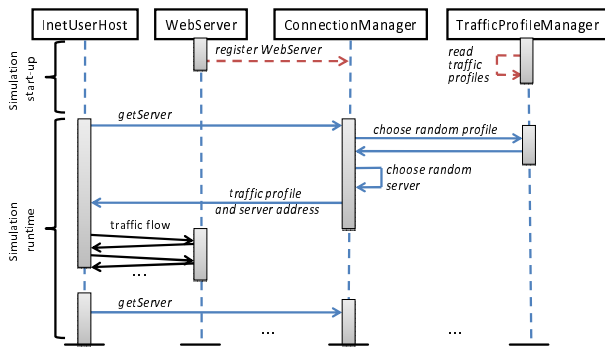 InetUserHost
WebServer
ConnectionManager
TrafficProfileManager
Simulation
start-up
register WebServer
read
traffic
profiles
Simulation
runtime
getServer
choose random profile
choose random
server
traffic profile
and server address
traffic flow
...
getServer
...
...